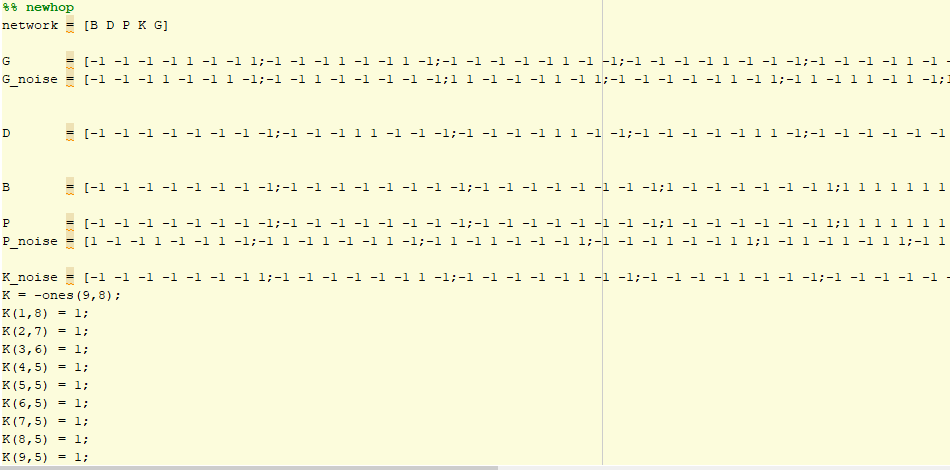 %% newhop
network = [B D P K G]
G = [-1 -1 -1 -1 1 -1 -1 1;-1 -1 -1 1 -1 -1 1 -1;-1 -1 -1 -1 -1 1 -1 -1;-1 -1 -1 -1 1 -1 -1 -1;-1 -1 -1 -1 1 -1 -
G_noise = [-1 -1 -1 1 -1 -1 1 -1;-1 -1 1 -1 -1 -1 -1 -1;1 1 -1 -1 -1 -1 -1 1;-1 -1 -1 -1 -1 1 -1 1;-1 1 -1 1 1 1 -1 -1;1
D = [-1 -1 -1 -1 -1 -1 -1 -1;-1 -1 -1 1 1 -1 -1 -1;-1 -1 -1 -1 1 1 -1 -1;-1 -1 -1 -1 -1 1 1 -1;-1 -1 -1 -1 -1 -1
B = [-1 -1 -1 -1 -1 -1 -1 -1;-1 -1 -1 -1 -1 -1 -1 -1;-1 -1 -1 -1 -1 -1 -1 -1;1 -1 -1 -1 -1 -1 -1 1;1 1 1 1 1 1
P = [-1 -1 -1 -1 -1 -1 -1 -1;-1 -1 -1 -1 -1 -1 -1 -1;-1 -1 -1 -1 -1 -1 -1 -1;1 -1 -1 -1 -1 -1 -1 1;1 1 1 1 1 1
P_noise = [1 -1 -1 1 -1 -1 1 -1;-1 1 -1 -1 -1 -1 1 -1;-1 1 -1 -1 -1 -1 -1 1;-1 -1 -1 -1 1 -1 -1 1 1;1 -1 1 -1 -1 -1 1 1;-1 1
K_noise = [-1 -1 -1 -1 -1 -1 -1 1;-1 -1 -1 -1 -1 -1 1 -1;-1 -1 -1 -1 -1 1 -1 -1;-1 -1 -1 -1 1 -1 -1 -1;-1 -1 -1 -1 -1 -
K = -ones(9,8);
K(1,8) = 1;
K(2,7) = 1;
K(3,6) = 1;
K(4,5) = 1;
K(5,5) = 1;
K(6,5) = 1;
K(7,5) = 1;
K(8,5) = 1;
K(9,5) = 1;